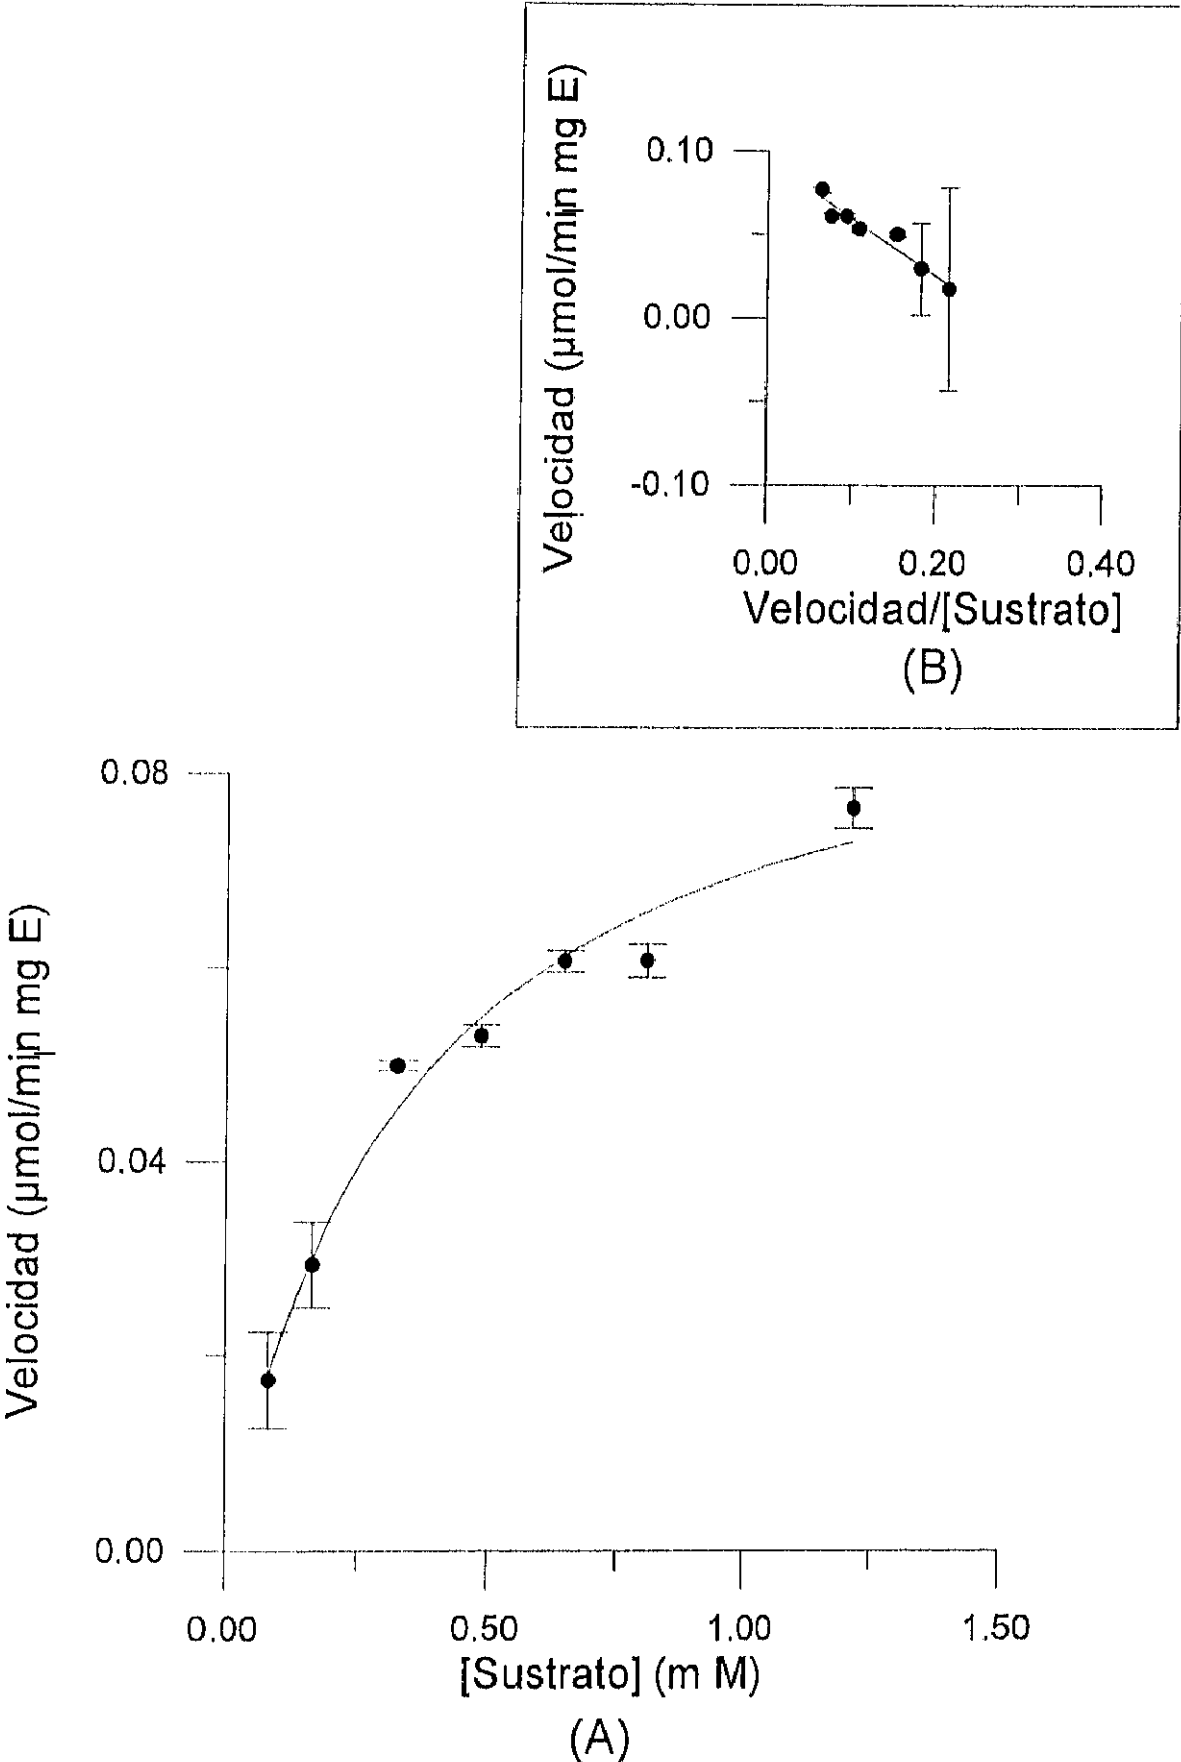 Velocidad (µmol/min mg E)
0.10
0.00
-0.10
0.00 0.20 0.40
Velocidad/[Sustrato]
(B)
Velocidad (µmol/min mg E)
0.08
0.04
0.00
0.00 0.50 1.00 1.50
[Sustrato] (m M)
(A)